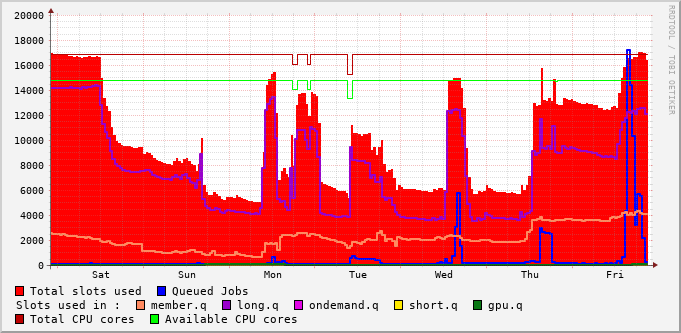 20000
18000
16000
14000
12000
10000
8000
6000
4000
2000
0
Sat Sun Mon Tue Wed Thu Fri
RRDTOOL / TOBI OETIKER
Total slots used Queued Jobs
Slots used in : member.q long.q ondemand.q short.q gpu.q
Total CPU cores Available CPU cores